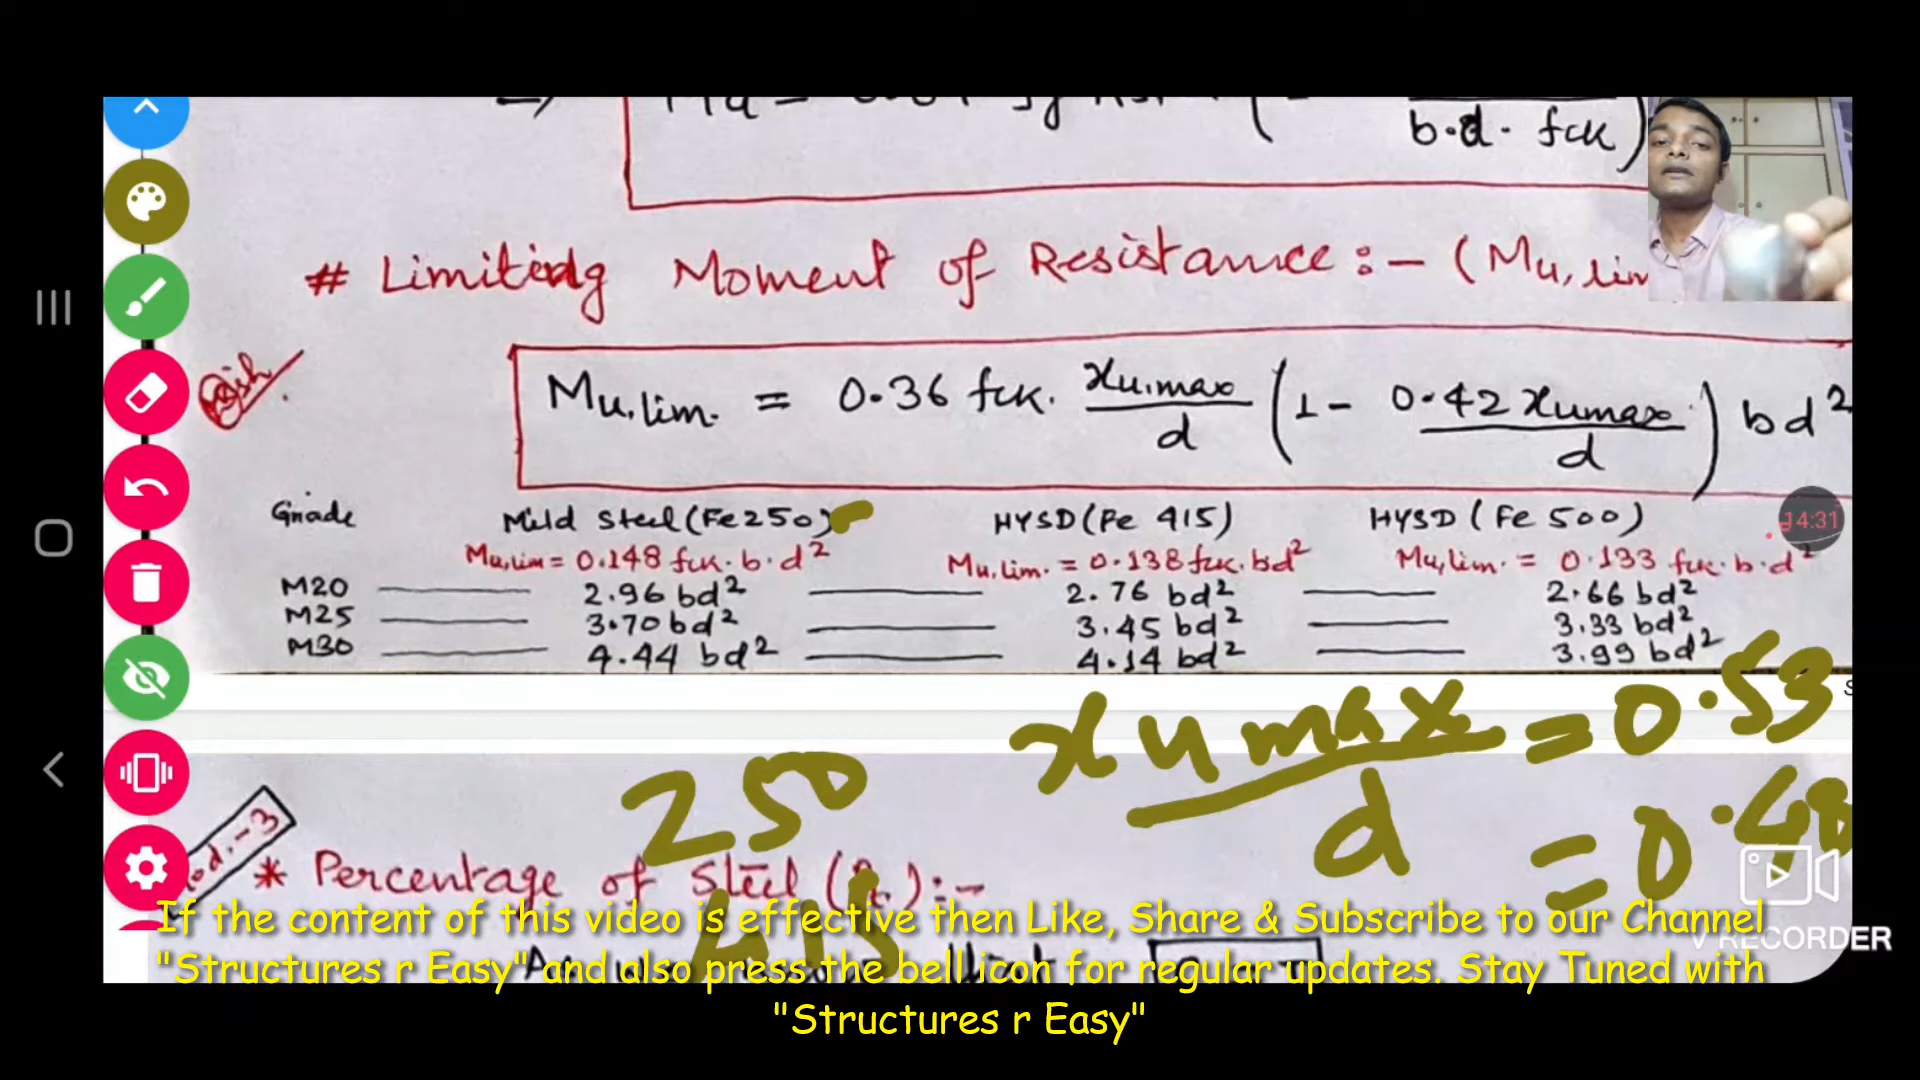 b.d. fck
# Limiting Moment of Resistance :- (Mu,lim
Mu.lim. = 0.36 fck. xu.max/d (1 - 0.42 xumax/d) bd²
Grade Mild Steel (Fe250) HYSD (Fe 415) HYSD (Fe 500)
14:31
Mu,lim = 0.148 fck. b.d² Mu.lim. = 0.138 fck.bd² Mu,lim. = 0.133 fck.b.d²
M20 2.96 bd² 2.76 bd² 2.66 bd²
M25 3.70 bd² 3.45 bd² 3.33 bd²
M30 4.44 bd² 4.14 bd² 3.99 bd²
xumax/d = 0.53
250 = 0.48
* Percentage of Steel
415
V RECORDER
If the content of this video is effective then Like, Share & Subscribe to our Channel
"Structures r Easy" and also press the bell icon for regular updates. Stay Tuned with
"Structures r Easy"